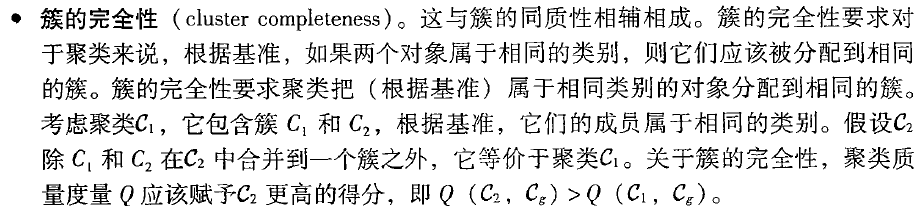 ● 簇的完全性（cluster completeness）。这与簇的同质性相辅相成。簇的完全性要求对
于聚类来说，根据基准，如果两个对象属于相同的类别，则它们应该被分配到相同
的簇。簇的完全性要求聚类把（根据基准）属于相同类别的对象分配到相同的簇。
考虑聚类𝒞₁，它包含簇 C₁ 和 C₂，根据基准，它们的成员属于相同的类别。假设𝒞₂
除 C₁ 和 C₂ 在𝒞₂ 中合并到一个簇之外，它等价于聚类𝒞₁。关于簇的完全性，聚类质
量度量 Q 应该赋予𝒞₂ 更高的得分，即 Q（𝒞₂，𝒞g）>Q（𝒞₁，𝒞g）。